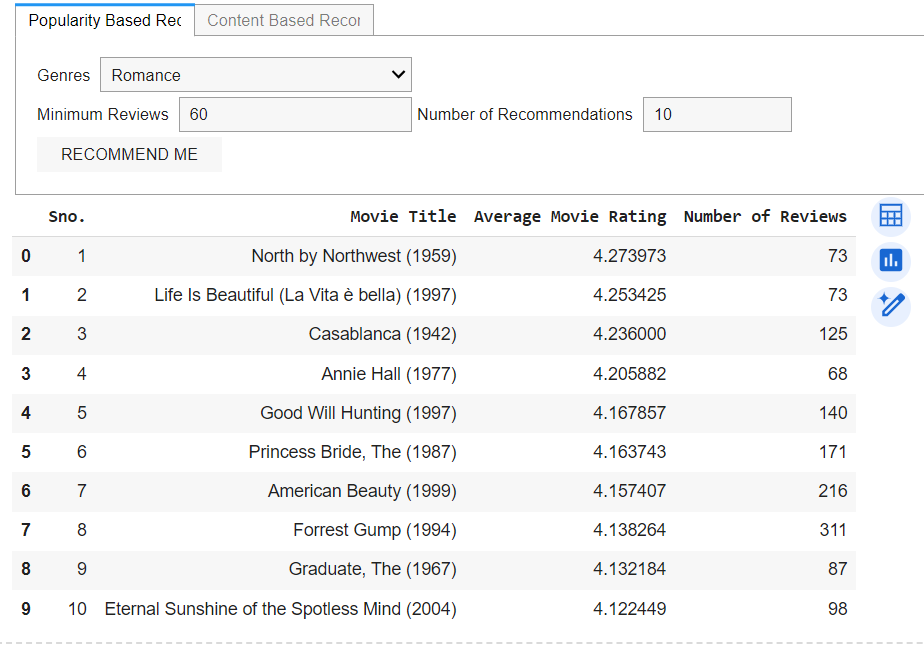 Popularity Based Rec Content Based Recor
Genres Romance
Minimum Reviews 60 Number of Recommendations 10
RECOMMEND ME
Sno. Movie Title Average Movie Rating Number of Reviews
0 1 North by Northwest (1959) 4.273973 73
1 2 Life Is Beautiful (La Vita è bella) (1997) 4.253425 73
2 3 Casablanca (1942) 4.236000 125
3 4 Annie Hall (1977) 4.205882 68
4 5 Good Will Hunting (1997) 4.167857 140
5 6 Princess Bride, The (1987) 4.163743 171
6 7 American Beauty (1999) 4.157407 216
7 8 Forrest Gump (1994) 4.138264 311
8 9 Graduate, The (1967) 4.132184 87
9 10 Eternal Sunshine of the Spotless Mind (2004) 4.122449 98